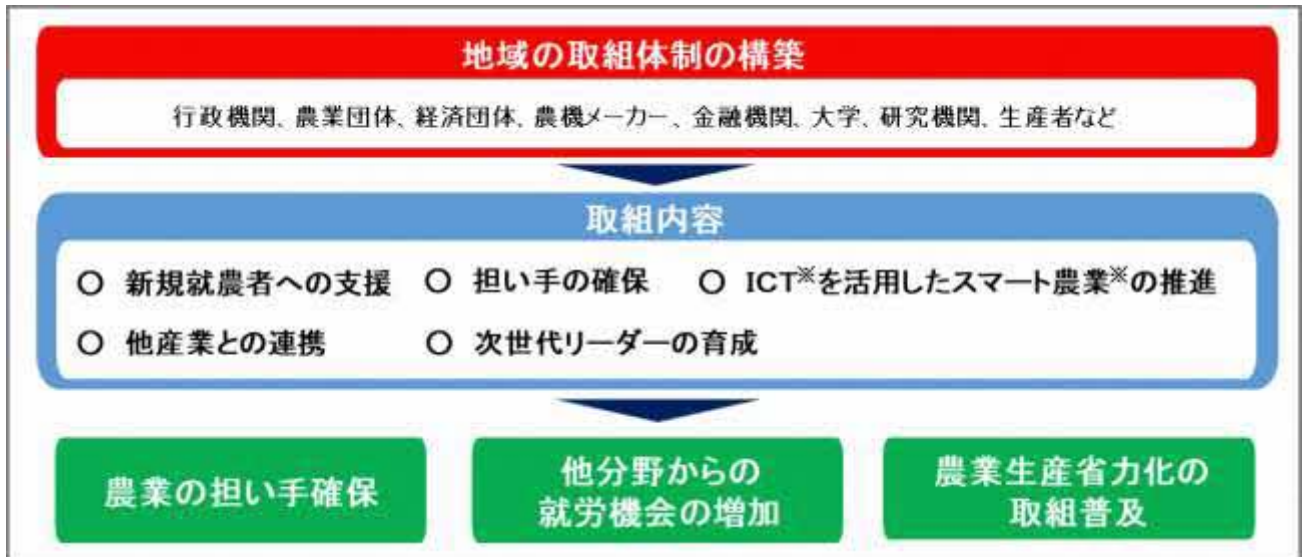 地域の取組体制の構築
行政機関、農業団体、経済団体、農機メーカー、金融機関、大学、研究機関、生産者など
取組内容
○ 新規就農者への支援 ○ 担い手の確保 ○ ICT※を活用したスマート農業※の推進
○ 他産業との連携 ○ 次世代リーダーの育成
農業の担い手確保
他分野からの
就労機会の増加
農業生産省力化の
取組普及